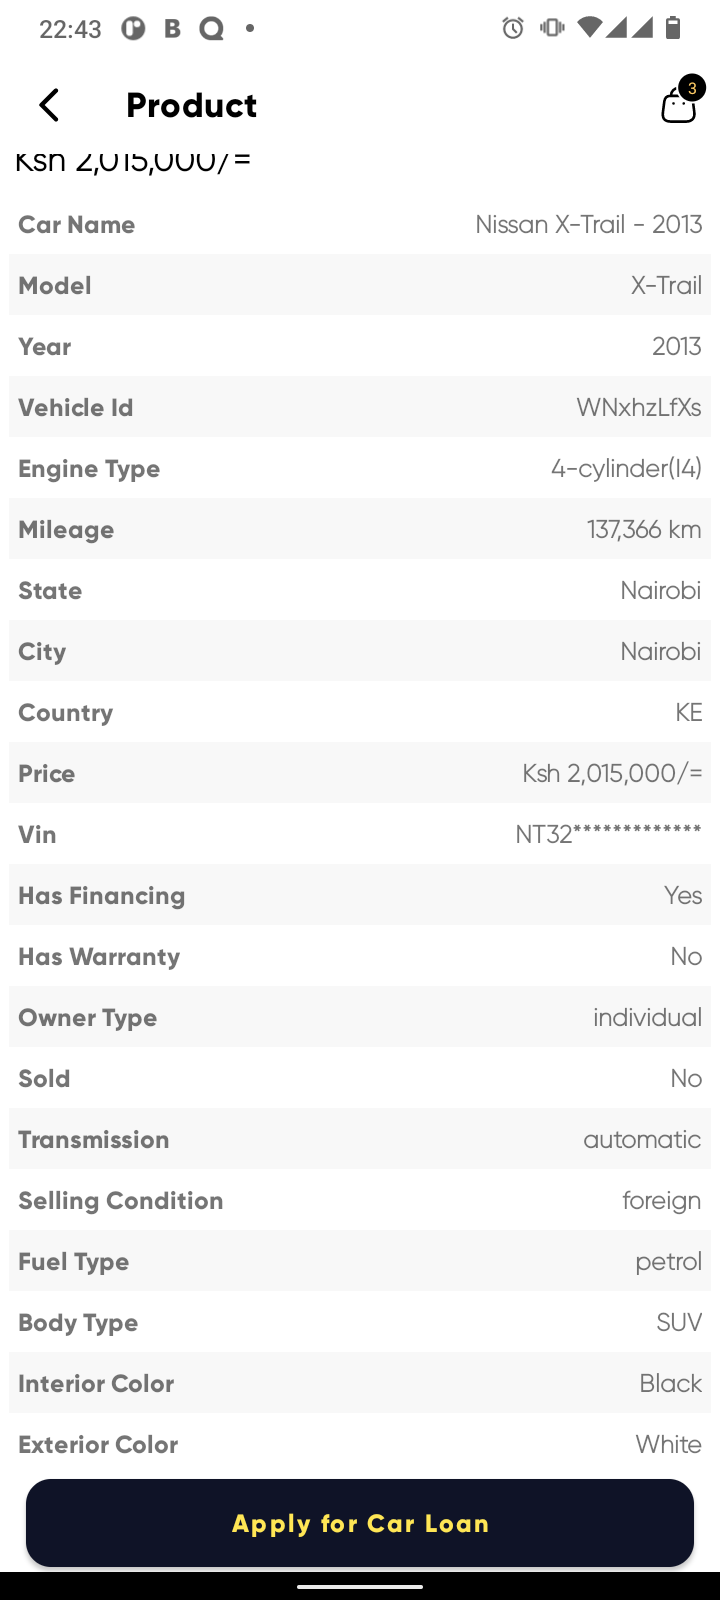 22:43 B
Product 3
Ksh 2,015,000/=
Car Name Nissan X-Trail - 2013
Model X-Trail
Year 2013
Vehicle Id WNxhzLfXs
Engine Type 4-cylinder(I4)
Mileage 137,366 km
State Nairobi
City Nairobi
Country KE
Price Ksh 2,015,000/=
Vin NT32*************
Has Financing Yes
Has Warranty No
Owner Type individual
Sold No
Transmission automatic
Selling Condition foreign
Fuel Type petrol
Body Type SUV
Interior Color Black
Exterior Color White
Apply for Car Loan